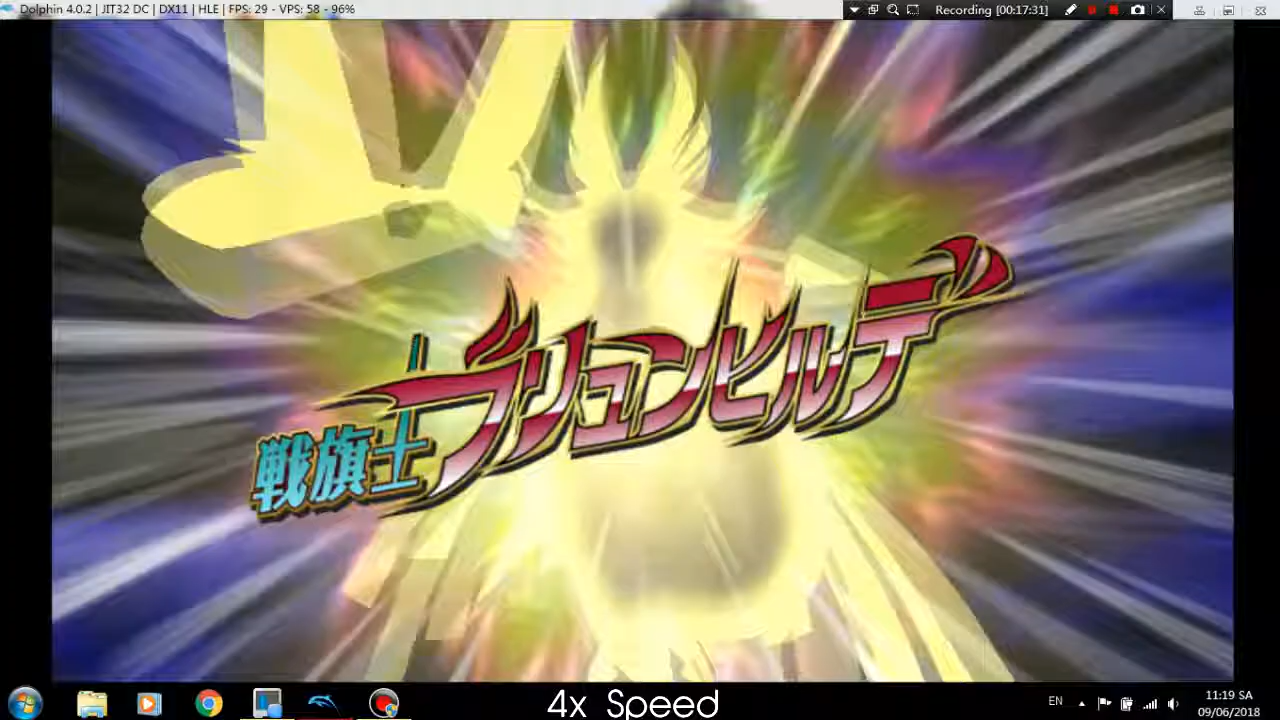 Dolphin 4.0.2 | JIT32 DC | DX11 | HLE | FPS: 29 - VPS: 58 - 96%
Recording [00:17:31]
戦旗士ブリュンヒルデ
4x Speed
EN
11:19 SA
09/06/2018